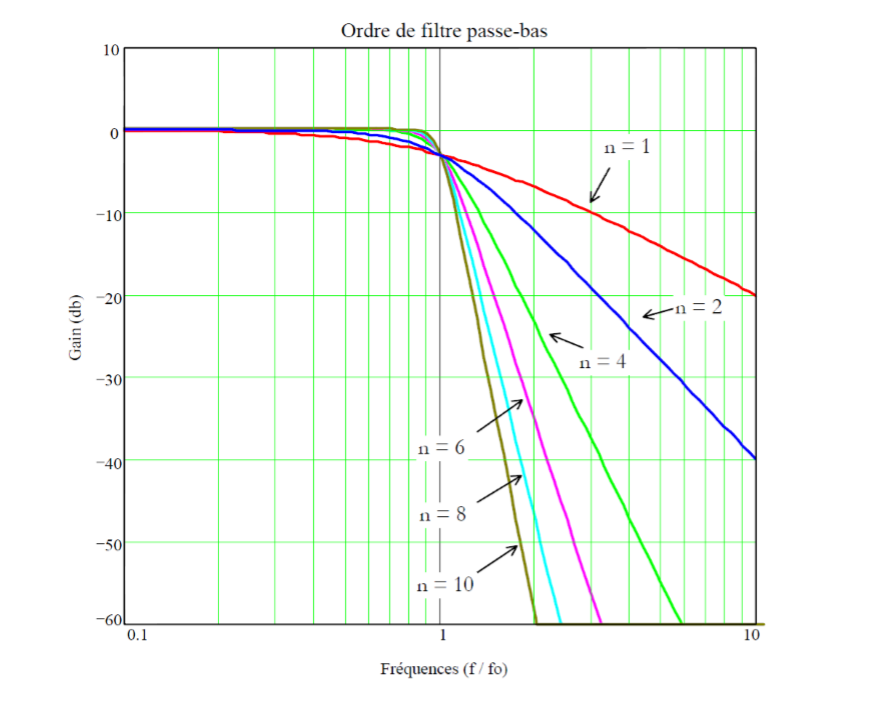 Ordre de filtre passe-bas
10
0
−10
−20
−30
−40
−50
−60
Gain (db)
n = 1
n = 2
n = 4
n = 6
n = 8
n = 10
0.1
1
10
Fréquences (f / fo)